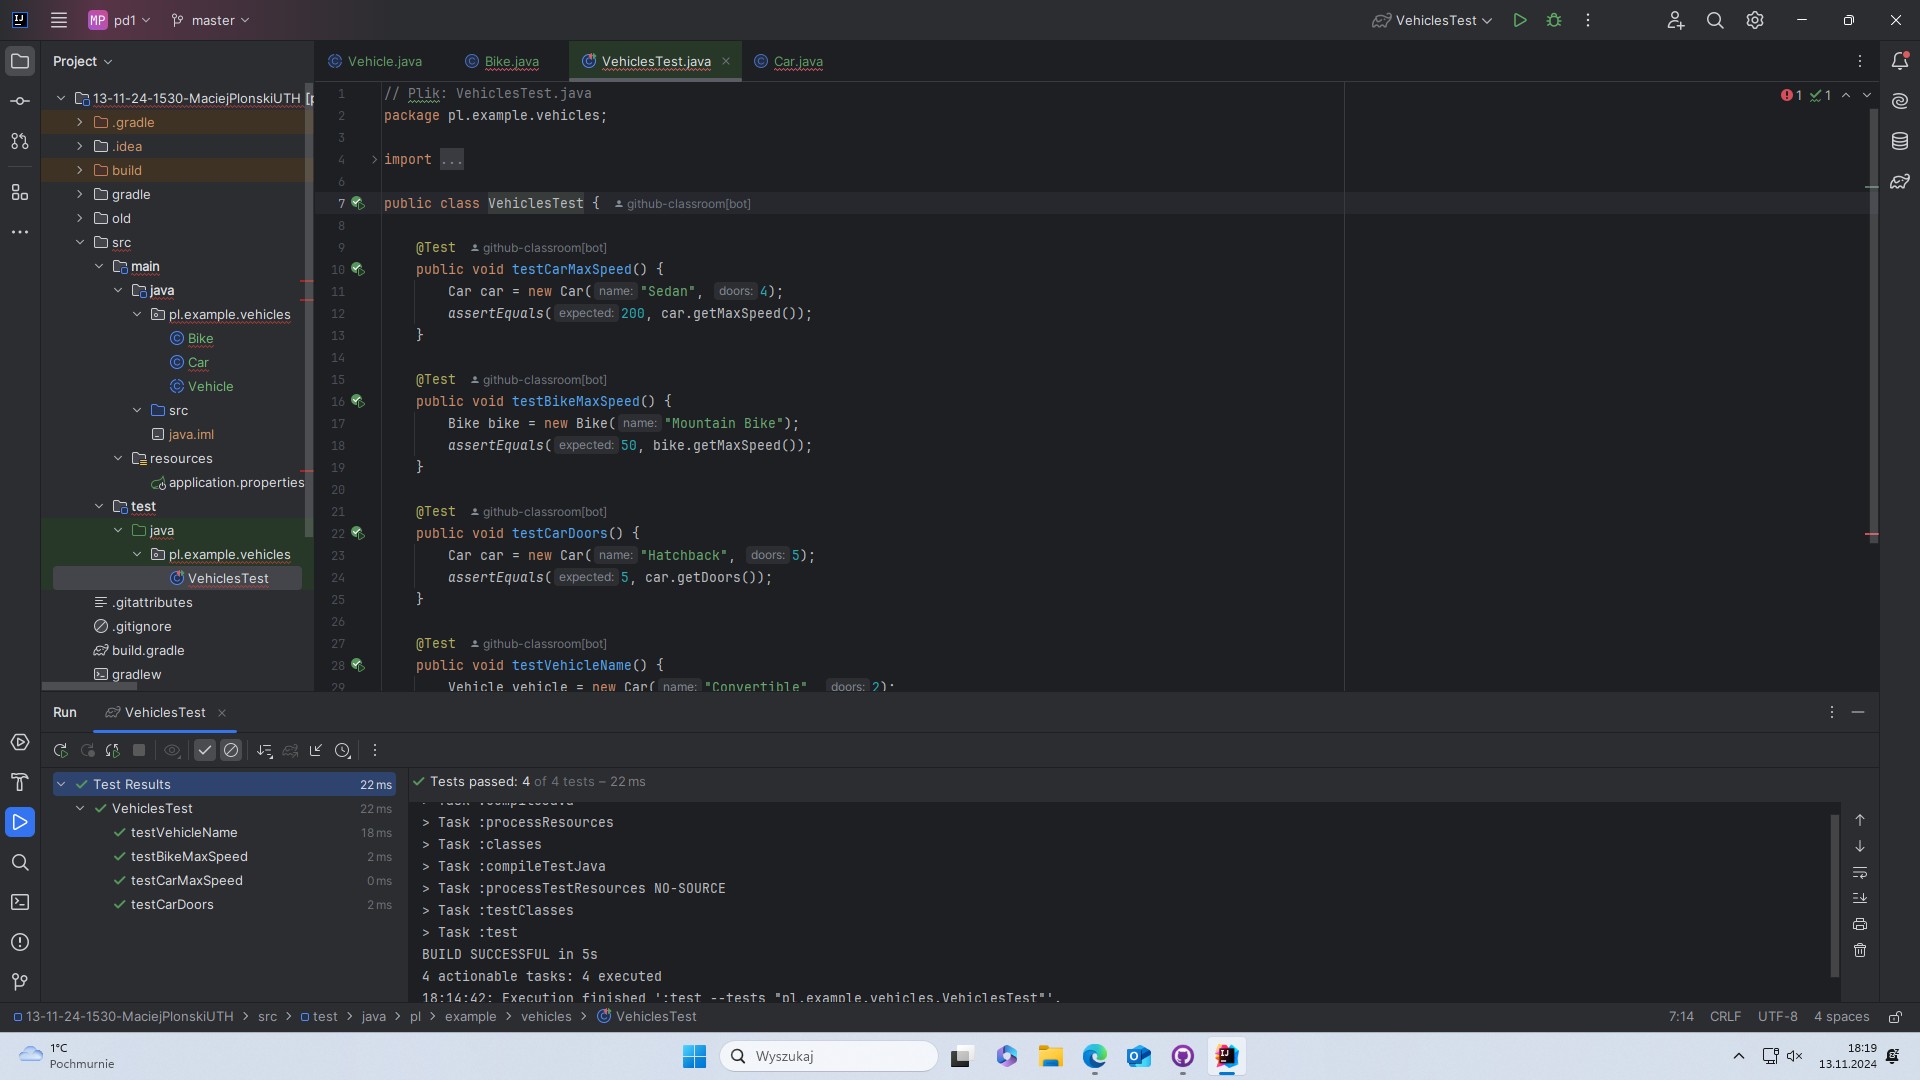 MP pd1 master VehiclesTest
Project
13-11-24-1530-MaciejPlonskiUTH [p
.gradle
.idea
build
gradle
old
src
main
java
pl.example.vehicles
Bike
Car
Vehicle
src
java.iml
resources
application.properties
test
java
pl.example.vehicles
VehiclesTest
.gitattributes
.gitignore
build.gradle
gradlew
Vehicle.java Bike.java VehiclesTest.java Car.java
1 1
1 // Plik: VehiclesTest.java
2 package pl.example.vehicles;
3
4 import ...
6
7 public class VehiclesTest { github-classroom[bot]
8
9 @Test github-classroom[bot]
10 public void testCarMaxSpeed() {
11 Car car = new Car( name: "Sedan", doors: 4);
12 assertEquals( expected: 200, car.getMaxSpeed());
13 }
14
15 @Test github-classroom[bot]
16 public void testBikeMaxSpeed() {
17 Bike bike = new Bike( name: "Mountain Bike");
18 assertEquals( expected: 50, bike.getMaxSpeed());
19 }
20
21 @Test github-classroom[bot]
22 public void testCarDoors() {
23 Car car = new Car( name: "Hatchback", doors: 5);
24 assertEquals( expected: 5, car.getDoors());
25 }
26
27 @Test github-classroom[bot]
28 public void testVehicleName() {
29 Vehicle vehicle = new Car( name: "Convertible", doors: 2);
Run VehiclesTest
Test Results 22 ms
VehiclesTest 22 ms
testVehicleName 18 ms
testBikeMaxSpeed 2 ms
testCarMaxSpeed 0 ms
testCarDoors 2 ms
Tests passed: 4 of 4 tests – 22 ms
> Task :compileJava
> Task :processResources
> Task :classes
> Task :compileTestJava
> Task :processTestResources NO-SOURCE
> Task :testClasses
> Task :test
BUILD SUCCESSFUL in 5s
4 actionable tasks: 4 executed
18:14:42: Execution finished ':test --tests "pl.example.vehicles.VehiclesTest"'.
13-11-24-1530-MaciejPlonskiUTH > src > test > java > pl > example > vehicles > VehiclesTest
7:14 CRLF UTF-8 4 spaces
1°C
Pochmurnie
Wyszukaj
18:19
13.11.2024